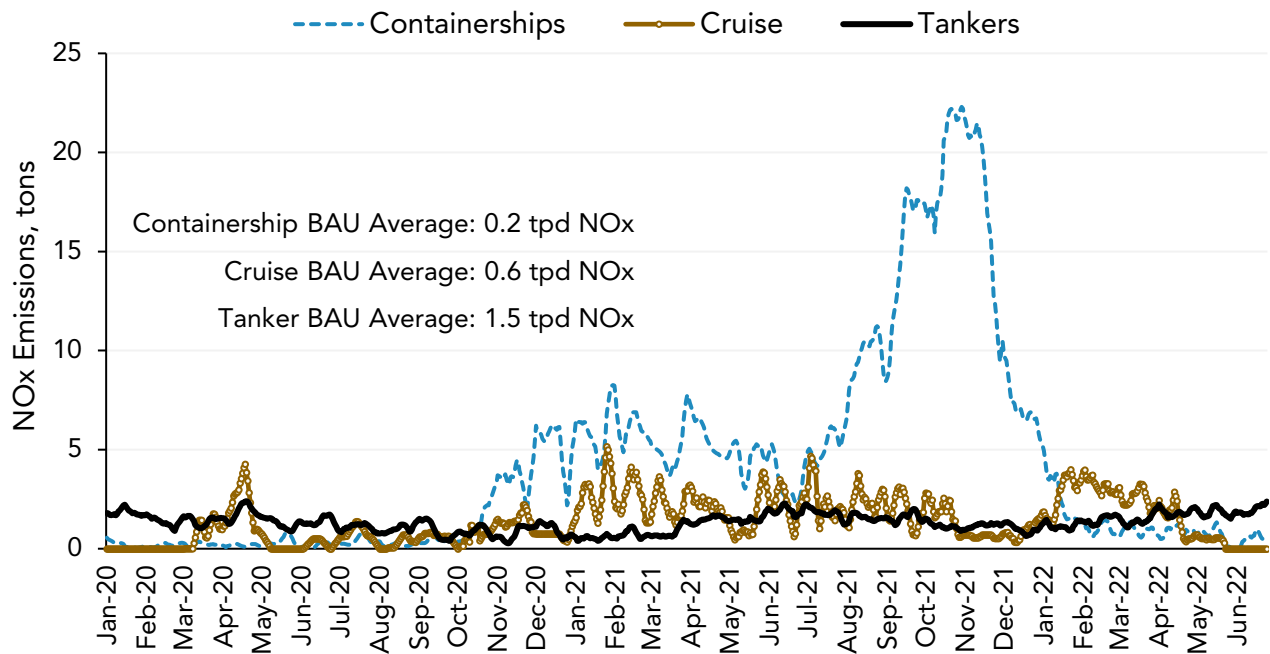 Containerships Cruise Tankers
NOx Emissions, tons
25
20
15
10
5
0
Containership BAU Average: 0.2 tpd NOx
Cruise BAU Average: 0.6 tpd NOx
Tanker BAU Average: 1.5 tpd NOx
Jan-20
Feb-20
Mar-20
Apr-20
May-20
Jun-20
Jul-20
Aug-20
Sep-20
Oct-20
Nov-20
Dec-20
Jan-21
Feb-21
Mar-21
Apr-21
May-21
Jun-21
Jul-21
Aug-21
Sep-21
Oct-21
Nov-21
Dec-21
Jan-22
Feb-22
Mar-22
Apr-22
May-22
Jun-22